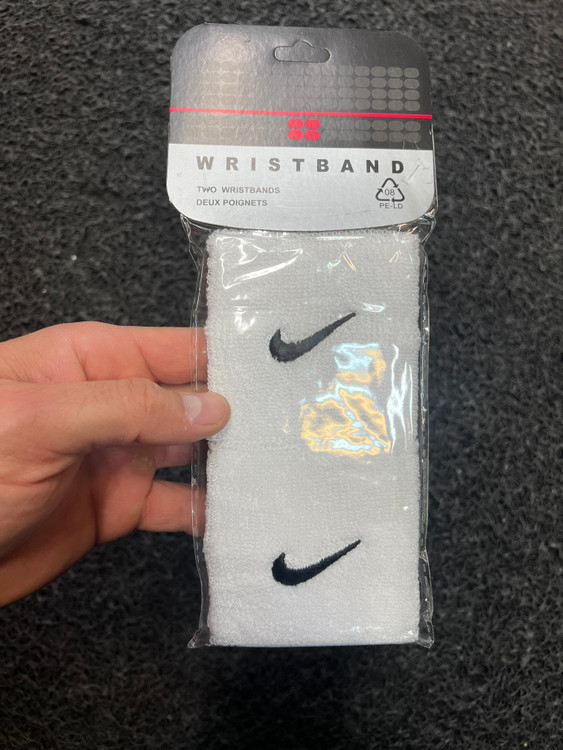 WRISTBAND
TWO WRISTBANDS
DEUX POIGNETS
08
PE-LD